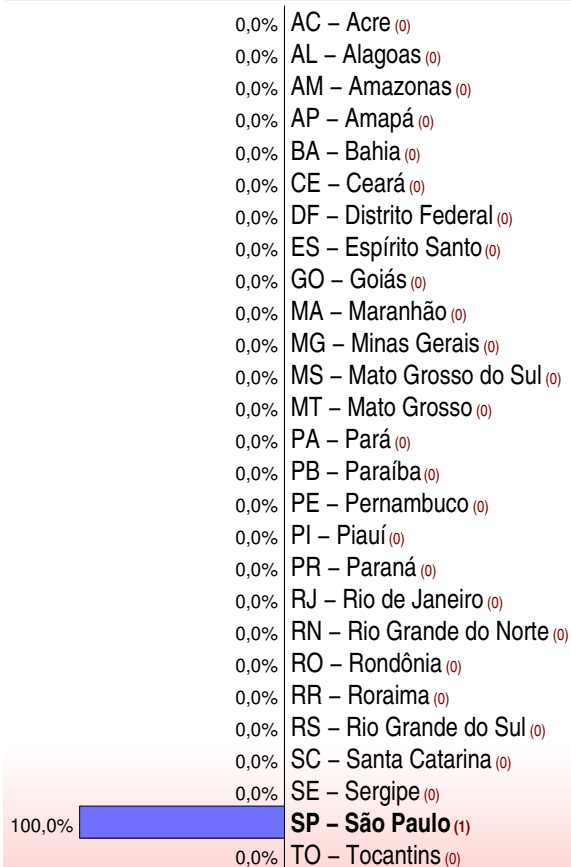 0,0% AC – Acre (0)
0,0% AL – Alagoas (0)
0,0% AM – Amazonas (0)
0,0% AP – Amapá (0)
0,0% BA – Bahia (0)
0,0% CE – Ceará (0)
0,0% DF – Distrito Federal (0)
0,0% ES – Espírito Santo (0)
0,0% GO – Goiás (0)
0,0% MA – Maranhão (0)
0,0% MG – Minas Gerais (0)
0,0% MS – Mato Grosso do Sul (0)
0,0% MT – Mato Grosso (0)
0,0% PA – Pará (0)
0,0% PB – Paraíba (0)
0,0% PE – Pernambuco (0)
0,0% PI – Piauí (0)
0,0% PR – Paraná (0)
0,0% RJ – Rio de Janeiro (0)
0,0% RN – Rio Grande do Norte (0)
0,0% RO – Rondônia (0)
0,0% RR – Roraima (0)
0,0% RS – Rio Grande do Sul (0)
0,0% SC – Santa Catarina (0)
0,0% SE – Sergipe (0)
100,0% SP – São Paulo (1)
0,0% TO – Tocantins (0)